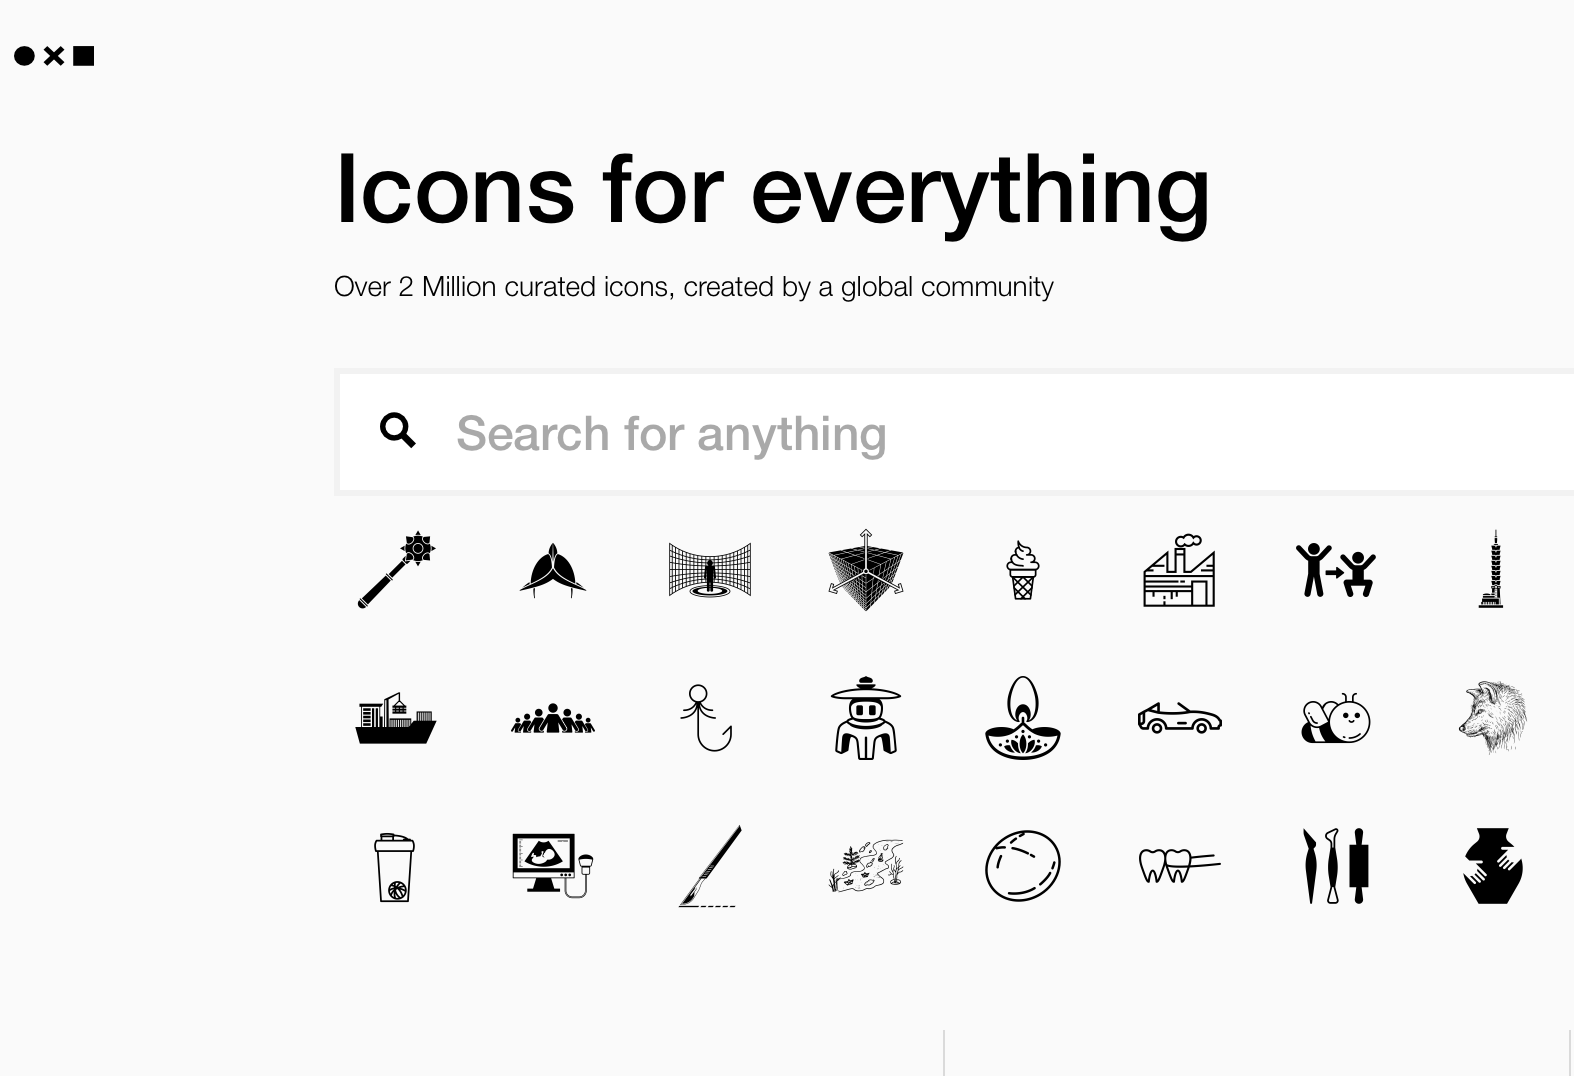 Icons for everything
Over 2 Million curated icons, created by a global community
Search for anything